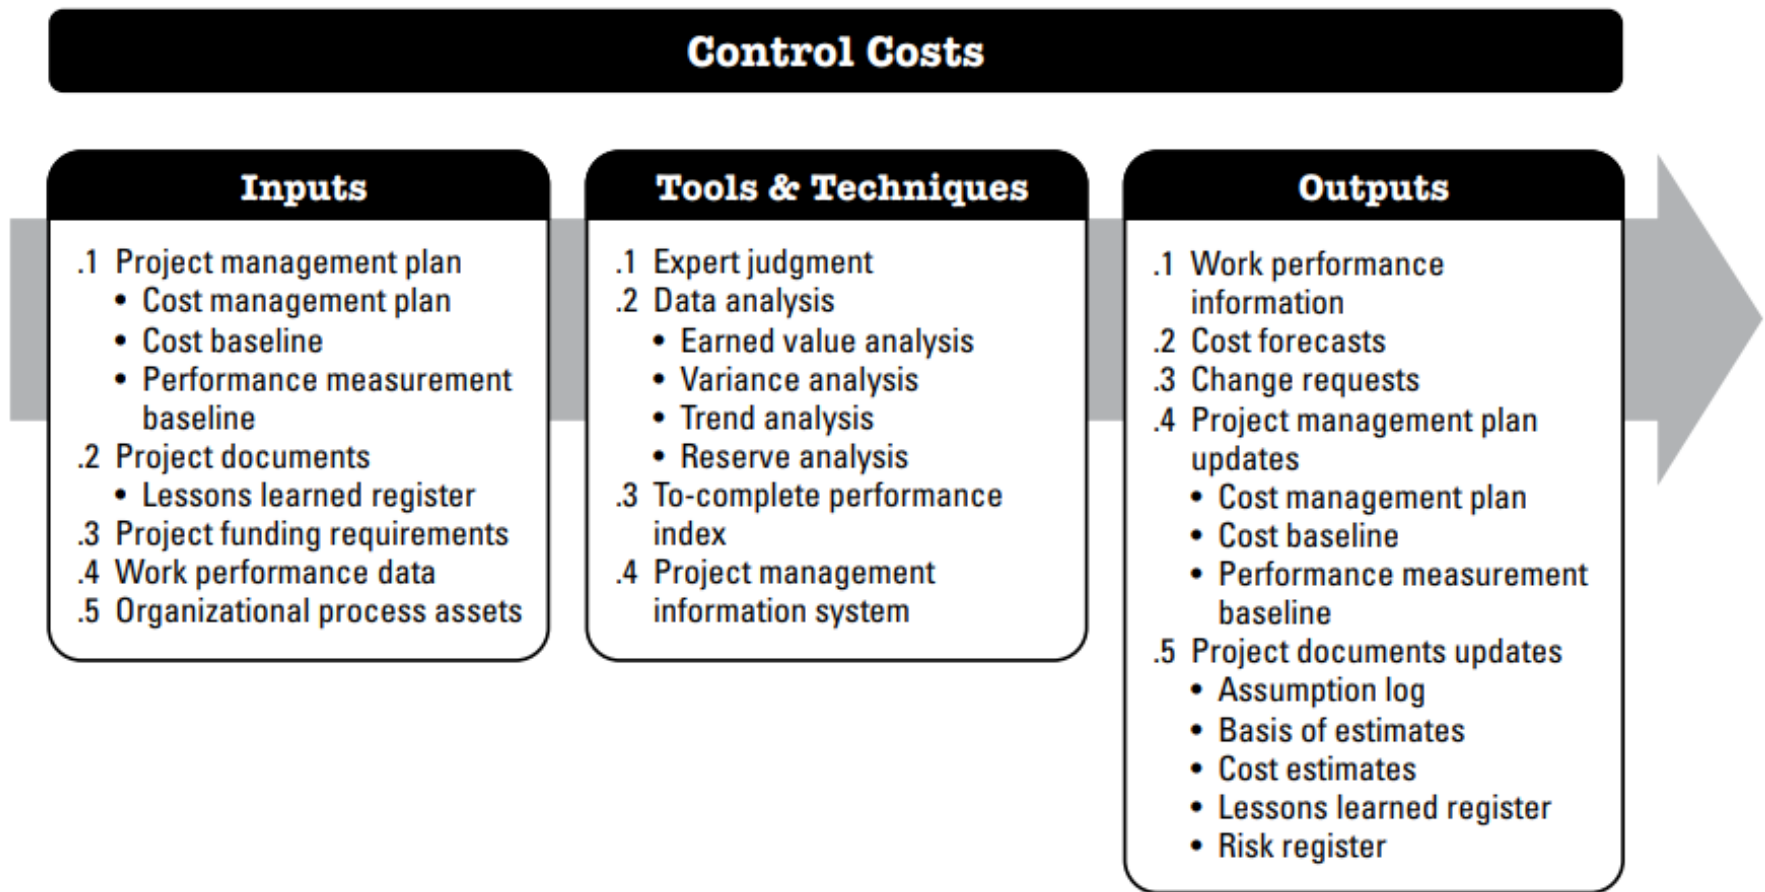 Control Costs
Inputs
.1 Project management plan
• Cost management plan
• Cost baseline
• Performance measurement
baseline
.2 Project documents
• Lessons learned register
.3 Project funding requirements
.4 Work performance data
.5 Organizational process assets
Tools & Techniques
.1 Expert judgment
.2 Data analysis
• Earned value analysis
• Variance analysis
• Trend analysis
• Reserve analysis
.3 To-complete performance
index
.4 Project management
information system
Outputs
.1 Work performance
information
.2 Cost forecasts
.3 Change requests
.4 Project management plan
updates
• Cost management plan
• Cost baseline
• Performance measurement
baseline
.5 Project documents updates
• Assumption log
• Basis of estimates
• Cost estimates
• Lessons learned register
• Risk register